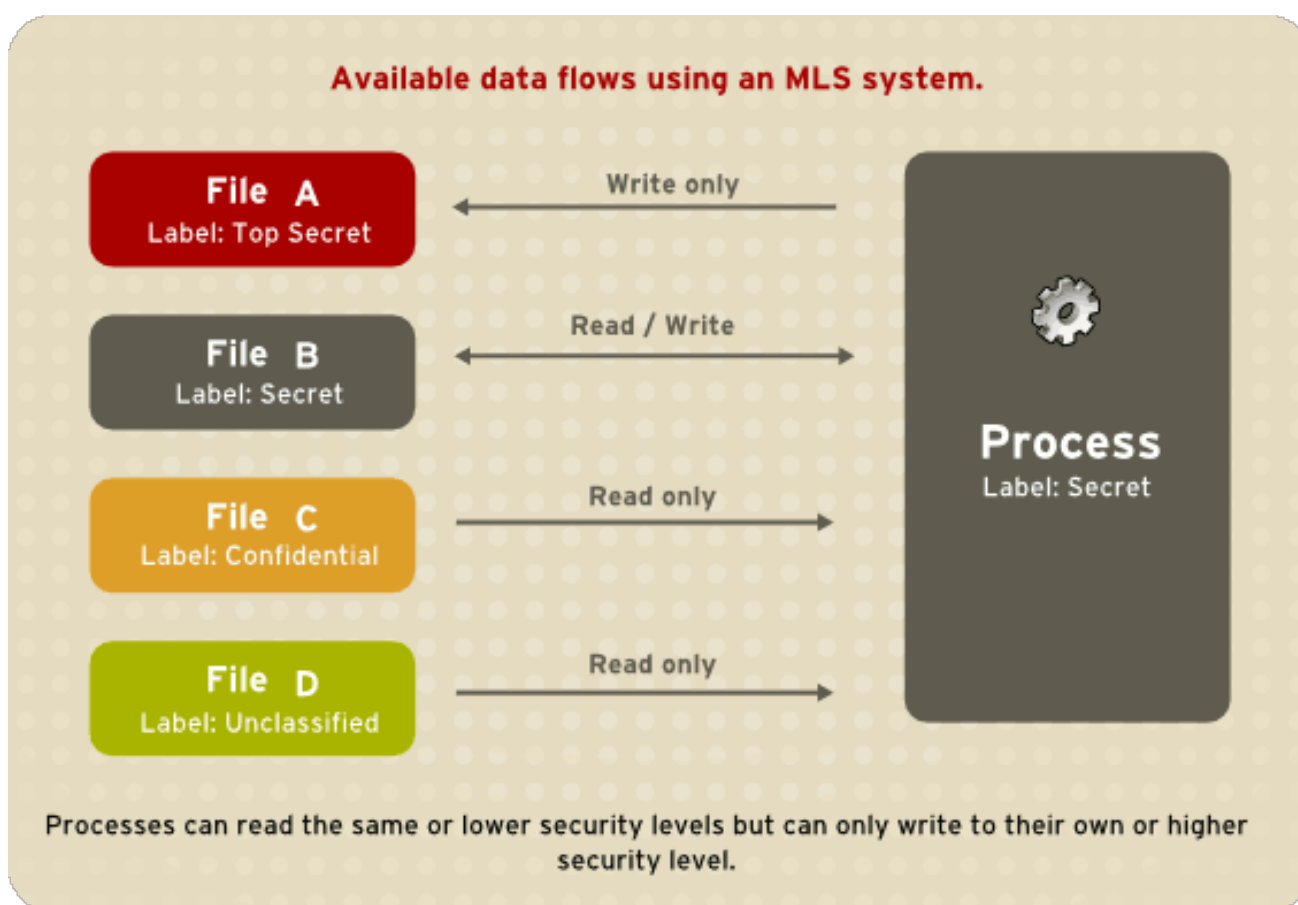 Available data flows using an MLS system.
File A
Label: Top Secret
Write only
File B
Label: Secret
Read / Write
File C
Label: Confidential
Read only
File D
Label: Unclassified
Read only
Process
Label: Secret
Processes can read the same or lower security levels but can only write to their own or higher
security level.